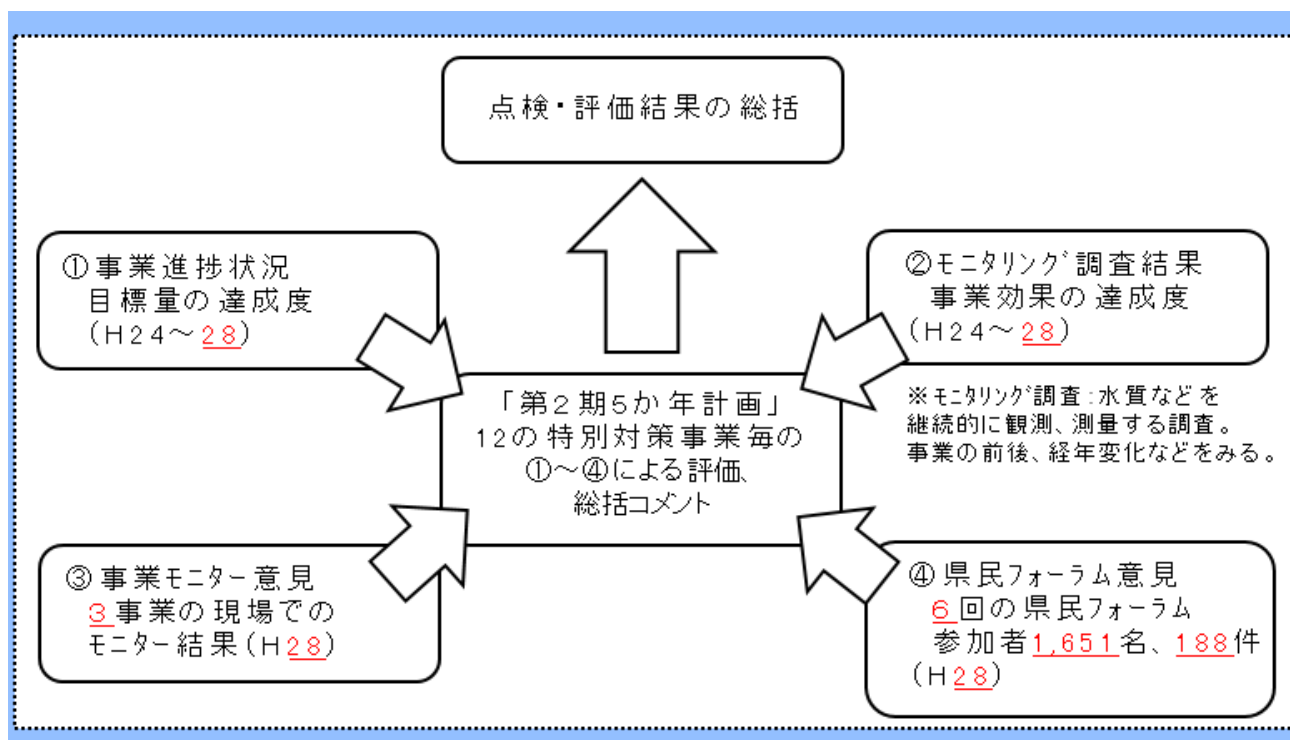 点検・評価結果の総括
①事業進捗状況
目標量の達成度
(H24～28)
②モニタリング調査結果
事業効果の達成度
(H24～28)
※モニタリング調査:水質などを
継続的に観測、測量する調査。
事業の前後、経年変化などをみる。
「第2期5か年計画」
12の特別対策事業毎の
①～④による評価、
総括コメント
③事業モニター意見
3事業の現場での
モニター結果(H28)
④県民フォーラム意見
6回の県民フォーラム
参加者1,651名、188件
(H28)